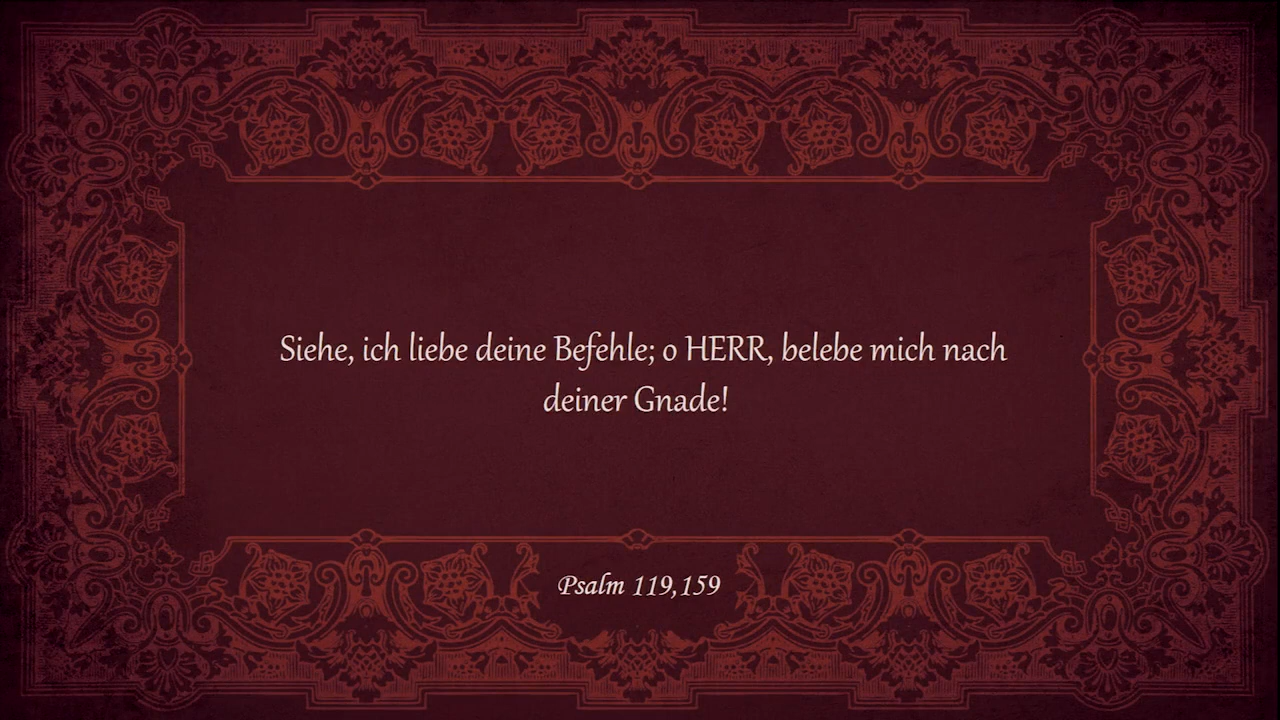 Siehe, ich liebe deine Befehle; o HERR, belebe mich nach
deiner Gnade!
Psalm 119,159